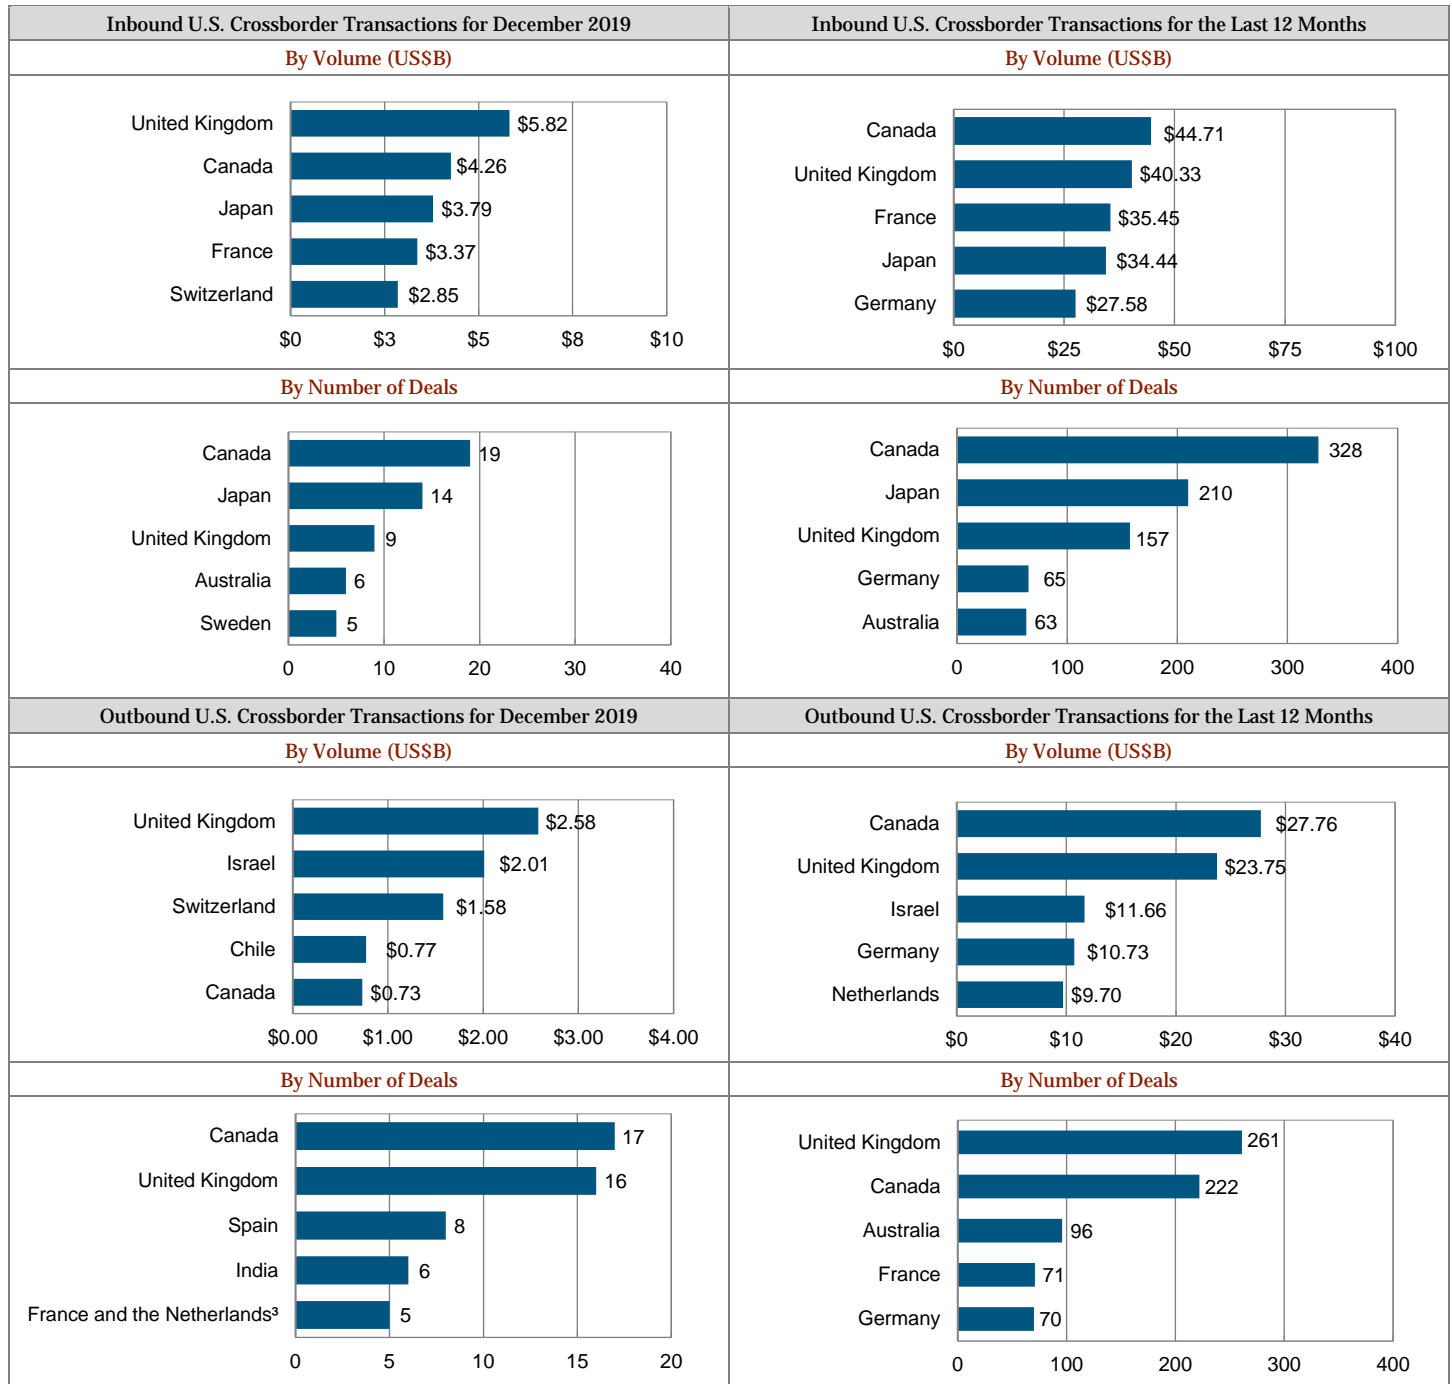 Inbound U.S. Crossborder Transactions for December 2019
By Volume (US$B)
United Kingdom $5.82
Canada $4.26
Japan $3.79
France $3.37
Switzerland $2.85
$0 $3 $5 $8 $10
By Number of Deals
Canada 19
Japan 14
United Kingdom 9
Australia 6
Sweden 5
0 10 20 30 40
Inbound U.S. Crossborder Transactions for the Last 12 Months
By Volume (US$B)
Canada $44.71
United Kingdom $40.33
France $35.45
Japan $34.44
Germany $27.58
$0 $25 $50 $75 $100
By Number of Deals
Canada 328
Japan 210
United Kingdom 157
Germany 65
Australia 63
0 100 200 300 400
Outbound U.S. Crossborder Transactions for December 2019
By Volume (US$B)
United Kingdom $2.58
Israel $2.01
Switzerland $1.58
Chile $0.77
Canada $0.73
$0.00 $1.00 $2.00 $3.00 $4.00
By Number of Deals
Canada 17
United Kingdom 16
Spain 8
India 6
France and the Netherlands³ 5
0 5 10 15 20
Outbound U.S. Crossborder Transactions for the Last 12 Months
By Volume (US$B)
Canada $27.76
United Kingdom $23.75
Israel $11.66
Germany $10.73
Netherlands $9.70
$0 $10 $20 $30 $40
By Number of Deals
United Kingdom 261
Canada 222
Australia 96
France 71
Germany 70
0 100 200 300 400